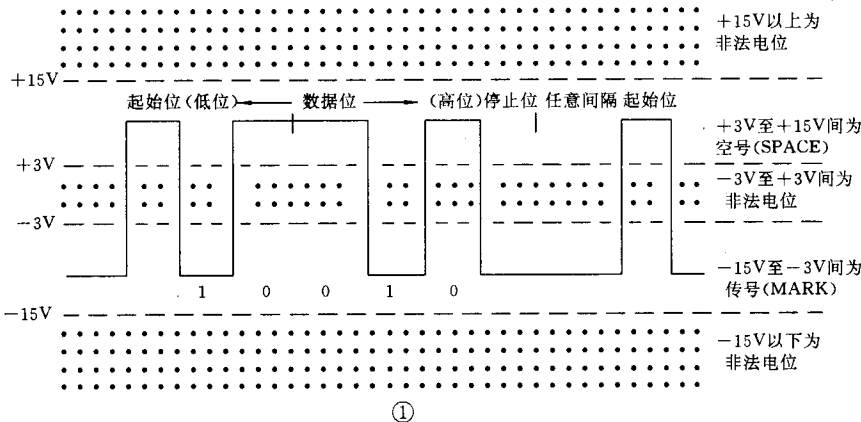 +15V以上为
非法电位
+15V
起始位(低位) 数据位 (高位)停止位 任意间隔 起始位
+3V至+15V间为
空号(SPACE)
+3V
-3V至+3V间为
非法电位
-3V
-15V至-3V间为
传号(MARK)
1 0 0 1 0
-15V
-15V以下为
非法电位
①